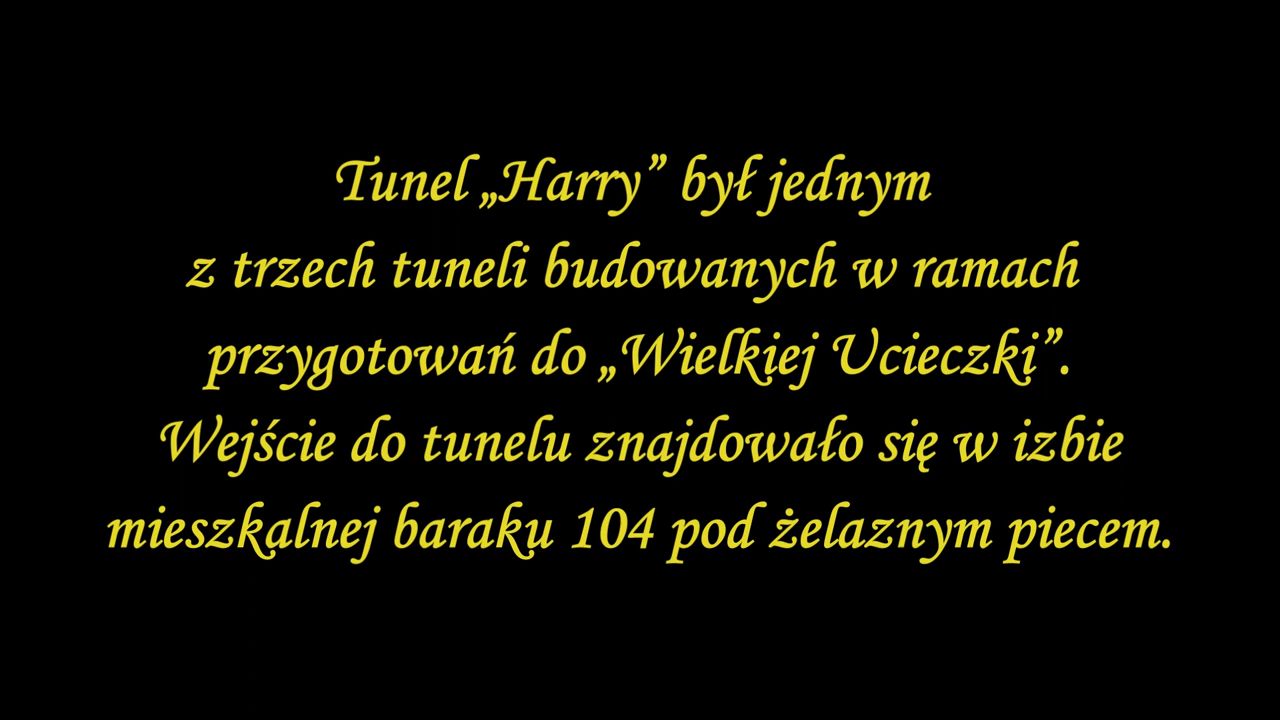 Tunel „Harry” był jednym
z trzech tuneli budowanych w ramach
przygotowań do „Wielkiej Ucieczki”.
Wejście do tunelu znajdowało się w izbie
mieszkalnej baraku 104 pod żelaznym piecem.